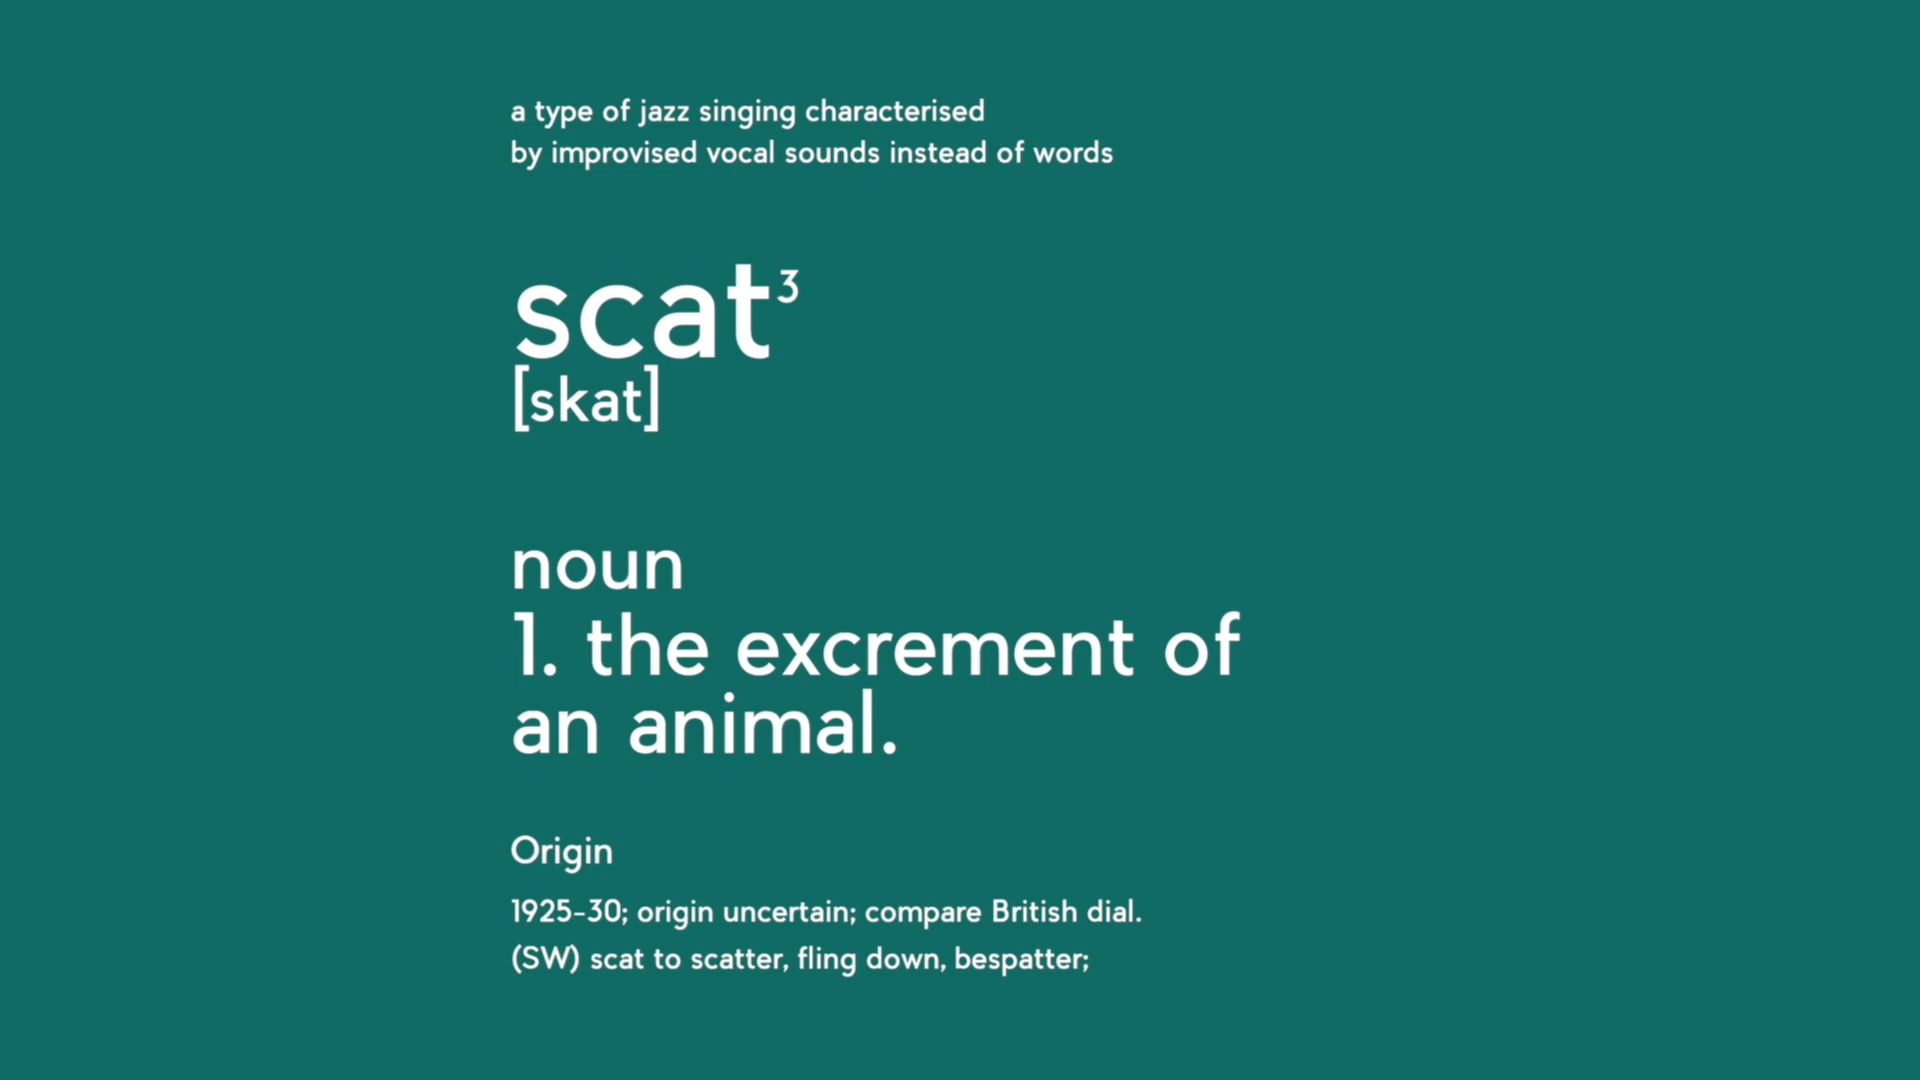 a type of jazz singing characterised
by improvised vocal sounds instead of words
scat³
[skat]
noun
1. the excrement of
an animal.
Origin
1925-30; origin uncertain; compare British dial.
(SW) scat to scatter, fling down, bespatter;